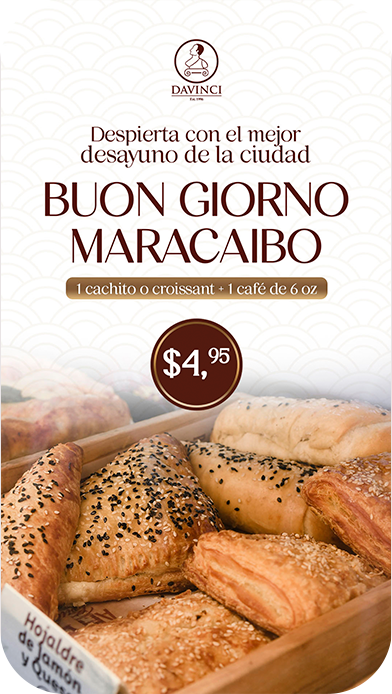 DAVINCI
Est. 1996
Despierta con el mejor
desayuno de la ciudad
BUON GIORNO
MARACAIBO
1 cachito o croissant + 1 café de 6 oz
$4,95
Hojaldre
de Jamón
y Queso